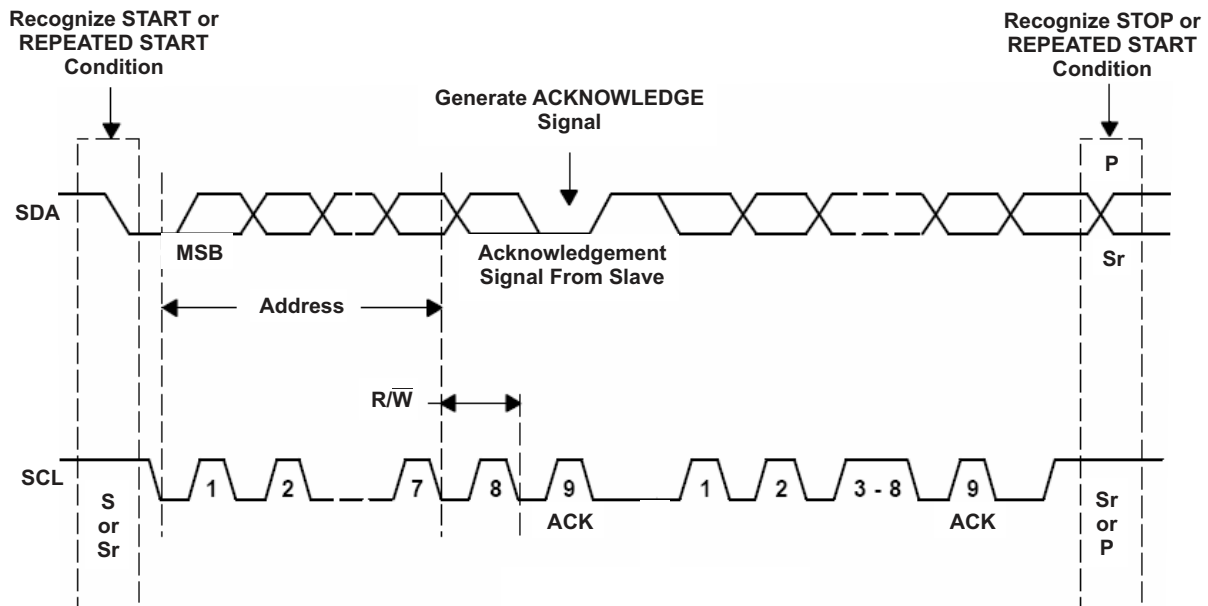 Recognize START or
REPEATED START
Condition
Recognize STOP or
REPEATED START
Condition
Generate ACKNOWLEDGE
Signal
P
SDA
MSB
Acknowledgement
Signal From Slave
Sr
Address
R/W̅
SCL
1
2
7
8
9
1
2
3 - 8
9
S
or
Sr
ACK
ACK
Sr
or
P